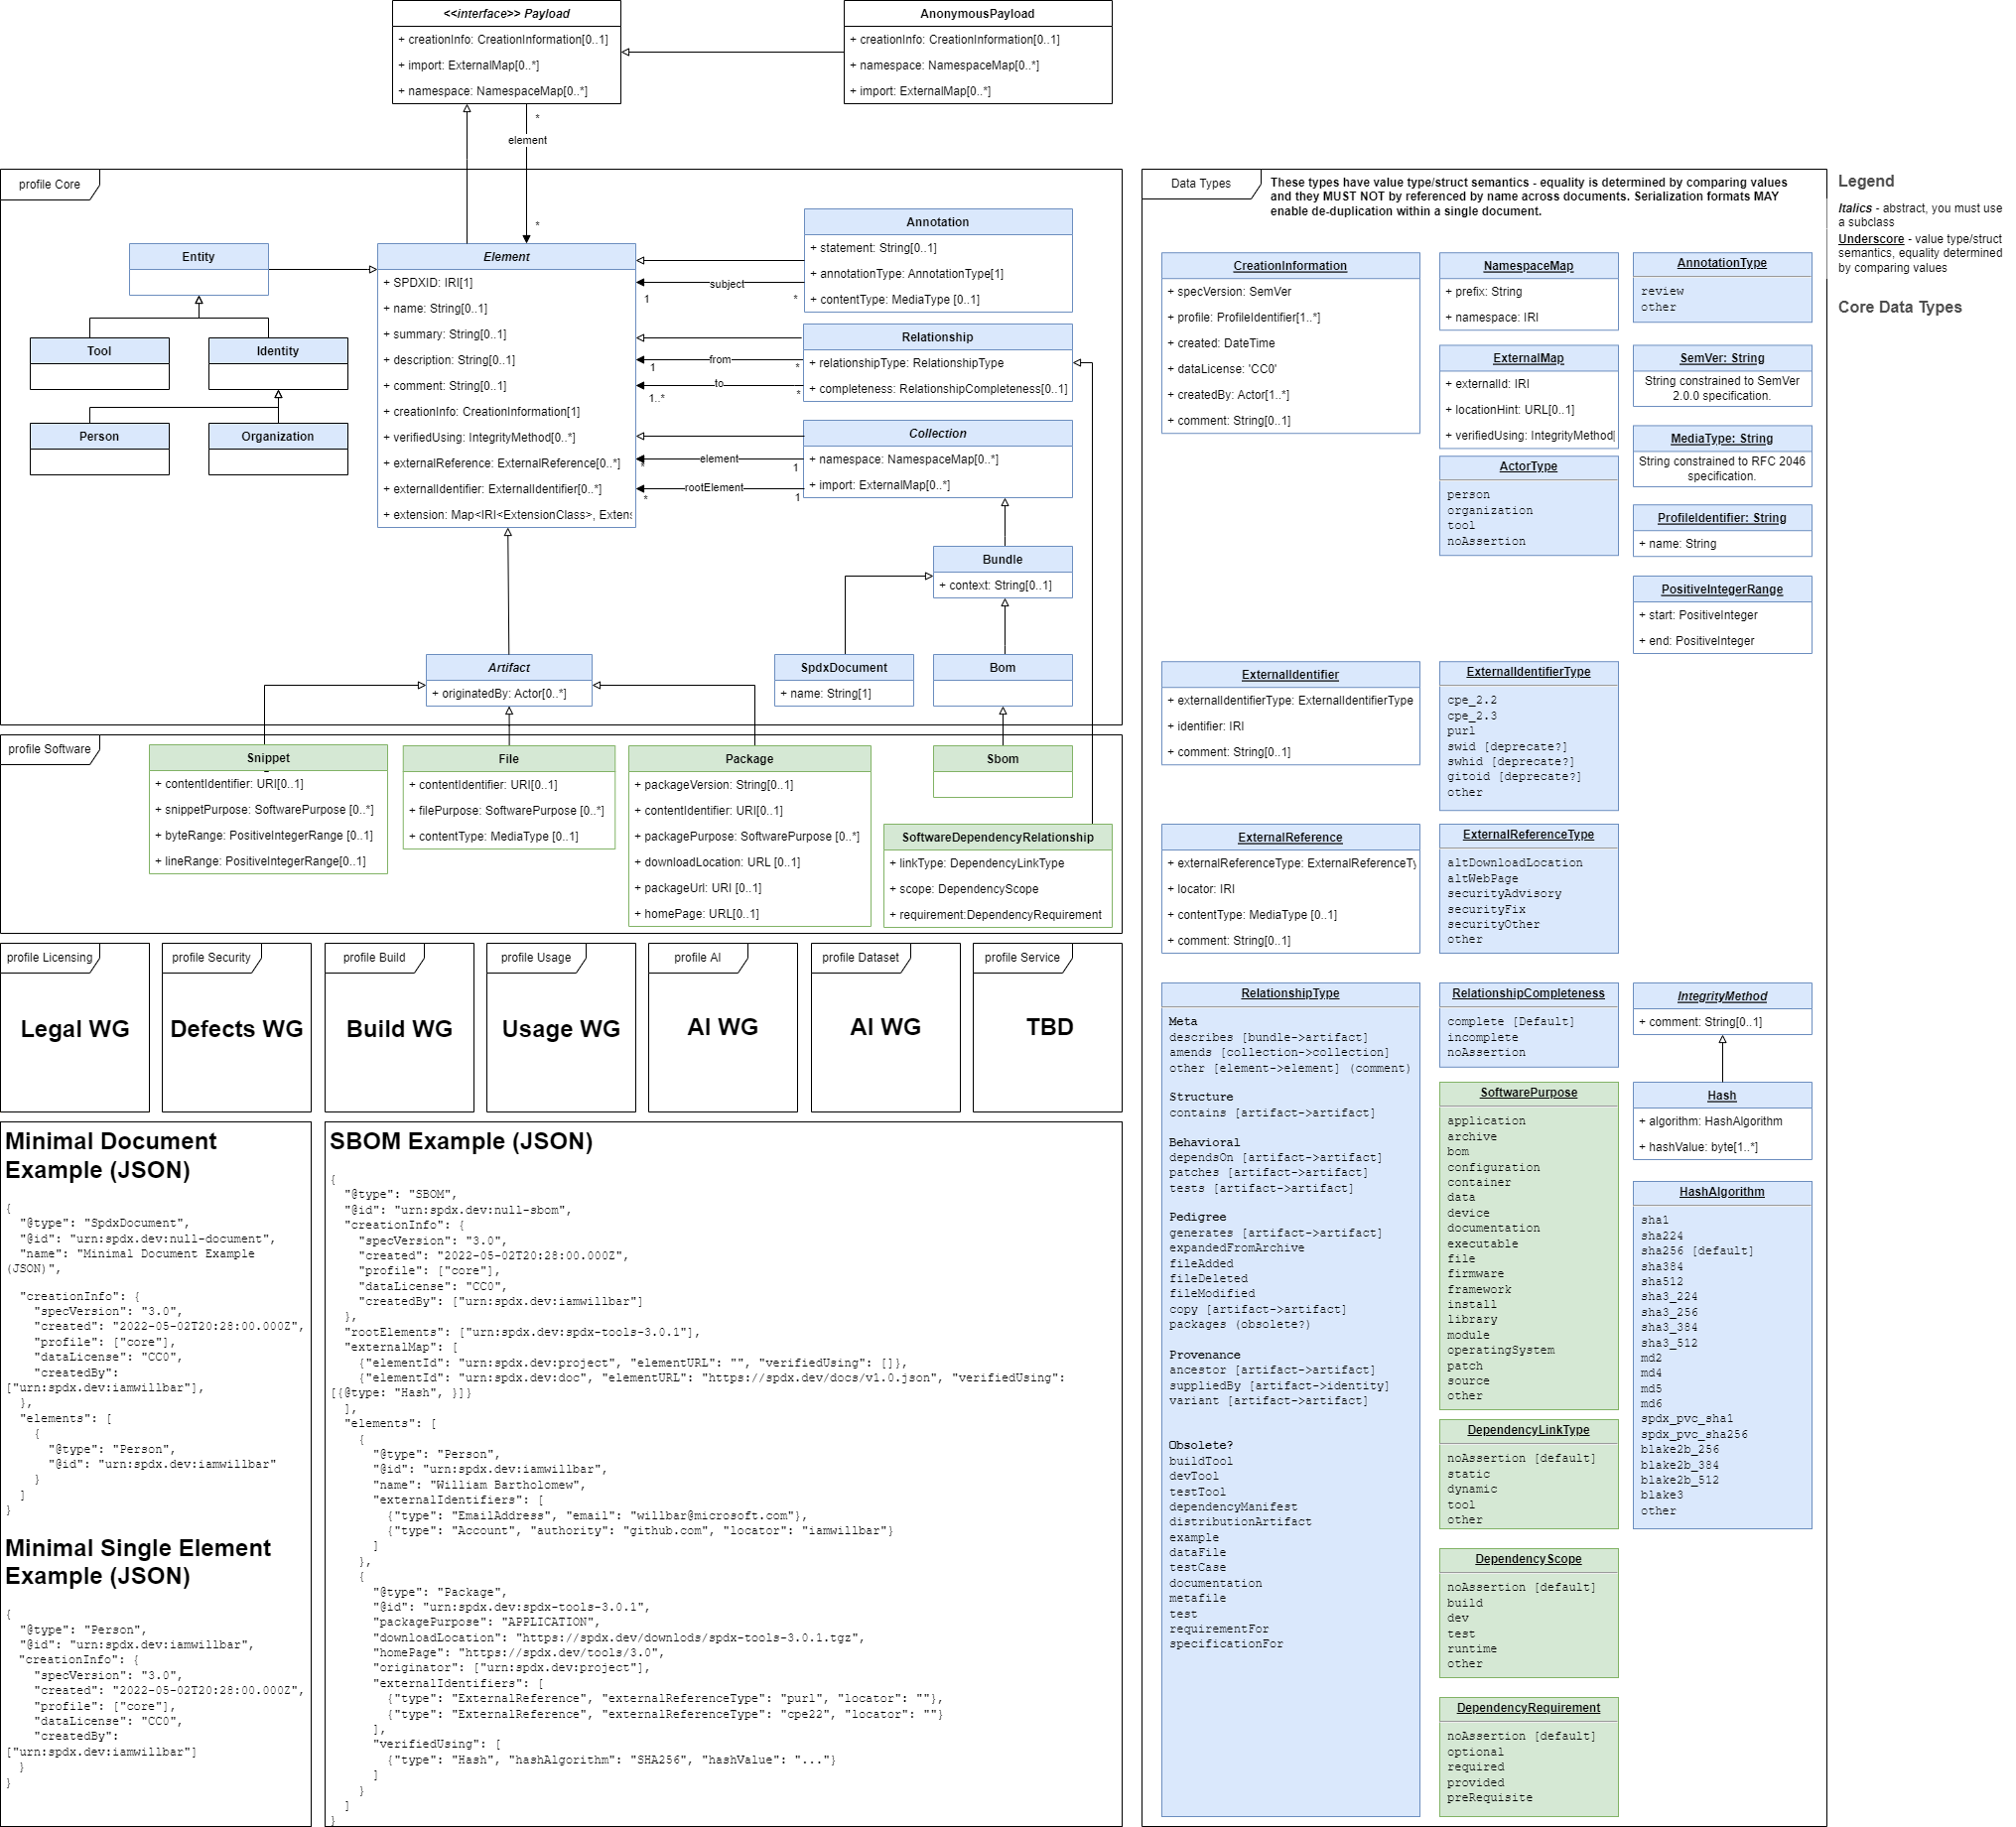 <<interface>> Payload
+ creationInfo: CreationInformation[0..1]
+ import: ExternalMap[0..*]
+ namespace: NamespaceMap[0..*]
AnonymousPayload
+ creationInfo: CreationInformation[0..1]
+ namespace: NamespaceMap[0..*]
+ import: ExternalMap[0..*]
*
element
*
profile Core
Entity
Tool
Identity
Person
Organization
Element
+ SPDXID: IRI[1]
+ name: String[0..1]
+ summary: String[0..1]
+ description: String[0..1]
+ comment: String[0..1]
+ creationInfo: CreationInformation[1]
+ verifiedUsing: IntegrityMethod[0..*]
+ externalReference: ExternalReference[0..*]
+ externalIdentifier: ExternalIdentifier[0..*]
+ extension: Map<IRI<ExtensionClass>, Extens
subject
1
*
from
1
*
to
1..*
*
element
*
1
rootElement
*
1
Annotation
+ statement: String[0..1]
+ annotationType: AnnotationType[1]
+ contentType: MediaType [0..1]
Relationship
+ relationshipType: RelationshipType
+ completeness: RelationshipCompleteness[0..1]
Collection
+ namespace: NamespaceMap[0..*]
+ import: ExternalMap[0..*]
Bundle
+ context: String[0..1]
Artifact
+ originatedBy: Actor[0..*]
SpdxDocument
+ name: String[1]
Bom
profile Software
Snippet
+ contentIdentifier: URI[0..1]
+ snippetPurpose: SoftwarePurpose [0..*]
+ byteRange: PositiveIntegerRange [0..1]
+ lineRange: PositiveIntegerRange[0..1]
File
+ contentIdentifier: URI[0..1]
+ filePurpose: SoftwarePurpose [0..*]
+ contentType: MediaType [0..1]
Package
+ packageVersion: String[0..1]
+ contentIdentifier: URI[0..1]
+ packagePurpose: SoftwarePurpose [0..*]
+ downloadLocation: URL [0..1]
+ packageUrl: URI [0..1]
+ homePage: URL[0..1]
Sbom
SoftwareDependencyRelationship
+ linkType: DependencyLinkType
+ scope: DependencyScope
+ requirement:DependencyRequirement
profile Licensing
Legal WG
profile Security
Defects WG
profile Build
Build WG
profile Usage
Usage WG
profile AI
AI WG
profile Dataset
AI WG
profile Service
TBD
Minimal Document
Example (JSON)
{
"@type": "SpdxDocument",
"@id": "urn:spdx.dev:null-document",
"name": "Minimal Document Example
(JSON)",
"creationInfo": {
"specVersion": "3.0",
"created": "2022-05-02T20:28:00.000Z",
"profile": ["core"],
"dataLicense": "CC0",
"createdBy":
["urn:spdx.dev:iamwillbar"],
},
"elements": [
{
"@type": "Person",
"@id": "urn:spdx.dev:iamwillbar"
}
]
}
Minimal Single Element
Example (JSON)
{
"@type": "Person",
"@id": "urn:spdx.dev:iamwillbar",
"creationInfo": {
"specVersion": "3.0",
"created": "2022-05-02T20:28:00.000Z",
"profile": ["core"],
"dataLicense": "CC0",
"createdBy":
["urn:spdx.dev:iamwillbar"]
}
}
SBOM Example (JSON)
{
"@type": "SBOM",
"@id": "urn:spdx.dev:null-sbom",
"creationInfo": {
"specVersion": "3.0",
"created": "2022-05-02T20:28:00.000Z",
"profile": ["core"],
"dataLicense": "CC0",
"createdBy": ["urn:spdx.dev:iamwillbar"]
},
"rootElements": ["urn:spdx.dev:spdx-tools-3.0.1"],
"externalMap": [
{"elementId": "urn:spdx.dev:project", "elementURL": "", "verifiedUsing": []},
{"elementId": "urn:spdx.dev:doc", "elementURL": "https://spdx.dev/docs/v1.0.json", "verifiedUsing":
[{@type: "Hash", }]}
],
"elements": [
{
"@type": "Person",
"@id": "urn:spdx.dev:iamwillbar",
"name": "William Bartholomew",
"externalIdentifiers": [
{"type": "EmailAddress", "email": "willbar@microsoft.com"},
{"type": "Account", "authority": "github.com", "locator": "iamwillbar"}
]
},
{
"@type": "Package",
"@id": "urn:spdx.dev:spdx-tools-3.0.1",
"packagePurpose": "APPLICATION",
"downloadLocation": "https://spdx.dev/downlods/spdx-tools-3.0.1.tgz",
"homePage": "https://spdx.dev/tools/3.0",
"originator": ["urn:spdx.dev:project"],
"externalIdentifiers": [
{"type": "ExternalReference", "externalReferenceType": "purl", "locator": ""},
{"type": "ExternalReference", "externalReferenceType": "cpe22", "locator": ""}
],
"verifiedUsing": [
{"type": "Hash", "hashAlgorithm": "SHA256", "hashValue": "..."}
]
}
]
}
Data Types
These types have value type/struct semantics - equality is determined by comparing values
and they MUST NOT by referenced by name across documents. Serialization formats MAY
enable de-duplication within a single document.
CreationInformation
+ specVersion: SemVer
+ profile: ProfileIdentifier[1..*]
+ created: DateTime
+ dataLicense: 'CC0'
+ createdBy: Actor[1..*]
+ comment: String[0..1]
NamespaceMap
+ prefix: String
+ namespace: IRI
AnnotationType
review
other
ExternalMap
+ externalId: IRI
+ locationHint: URL[0..1]
+ verifiedUsing: IntegrityMethod[
SemVer: String
String constrained to SemVer
2.0.0 specification.
MediaType: String
String constrained to RFC 2046
specification.
ActorType
person
organization
tool
noAssertion
ProfileIdentifier: String
+ name: String
PositiveIntegerRange
+ start: PositiveInteger
+ end: PositiveInteger
ExternalIdentifier
+ externalIdentifierType: ExternalIdentifierType
+ identifier: IRI
+ comment: String[0..1]
ExternalIdentifierType
cpe_2.2
cpe_2.3
purl
swid [deprecate?]
swhid [deprecate?]
gitoid [deprecate?]
other
ExternalReference
+ externalReferenceType: ExternalReferenceTy
+ locator: IRI
+ contentType: MediaType [0..1]
+ comment: String[0..1]
ExternalReferenceType
altDownloadLocation
altWebPage
securityAdvisory
securityFix
securityOther
other
RelationshipType
Meta
describes [bundle->artifact]
amends [collection->collection]
other [element->element] (comment)
Structure
contains [artifact->artifact]
Behavioral
dependsOn [artifact->artifact]
patches [artifact->artifact]
tests [artifact->artifact]
Pedigree
generates [artifact->artifact]
expandedFromArchive
fileAdded
fileDeleted
fileModified
copy [artifact->artifact]
packages (obsolete?)
Provenance
ancestor [artifact->artifact]
suppliedBy [artifact->identity]
variant [artifact->artifact]
Obsolete?
buildTool
devTool
testTool
dependencyManifest
distributionArtifact
example
dataFile
testCase
documentation
metafile
test
requirementFor
specificationFor
RelationshipCompleteness
complete [Default]
incomplete
noAssertion
SoftwarePurpose
application
archive
bom
configuration
container
data
device
documentation
executable
file
firmware
framework
install
library
module
operatingSystem
patch
source
other
DependencyLinkType
noAssertion [default]
static
dynamic
tool
other
DependencyScope
noAssertion [default]
build
dev
test
runtime
other
DependencyRequirement
noAssertion [default]
optional
required
provided
preRequisite
IntegrityMethod
+ comment: String[0..1]
Hash
+ algorithm: HashAlgorithm
+ hashValue: byte[1..*]
HashAlgorithm
sha1
sha224
sha256 [default]
sha384
sha512
sha3_224
sha3_256
sha3_384
sha3_512
md2
md4
md5
md6
spdx_pvc_sha1
spdx_pvc_sha256
blake2b_256
blake2b_384
blake2b_512
blake3
other
Legend
Italics - abstract, you must use
a subclass
Underscore - value type/struct
semantics, equality determined
by comparing values
Core Data Types